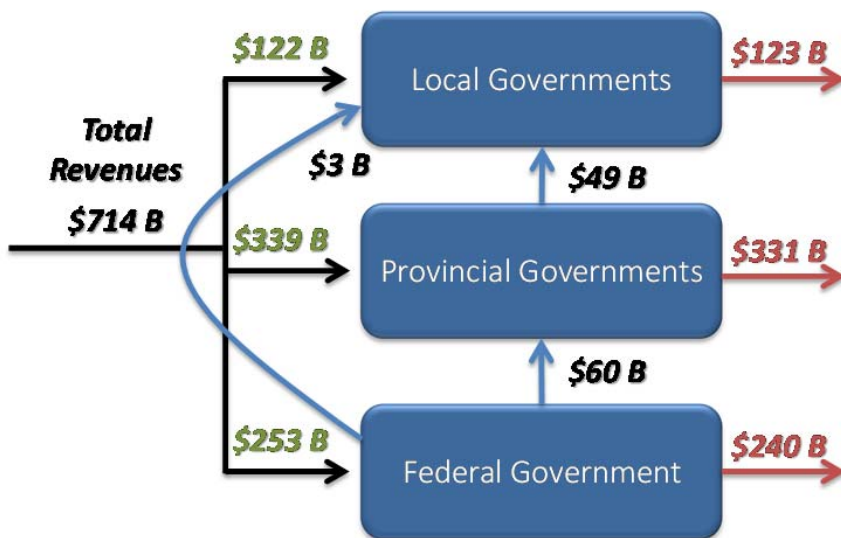 $122 B
Local Governments
$123 B
Total
Revenues
$714 B
$3 B
$49 B
$339 B
Provincial Governments
$331 B
$60 B
$253 B
Federal Government
$240 B